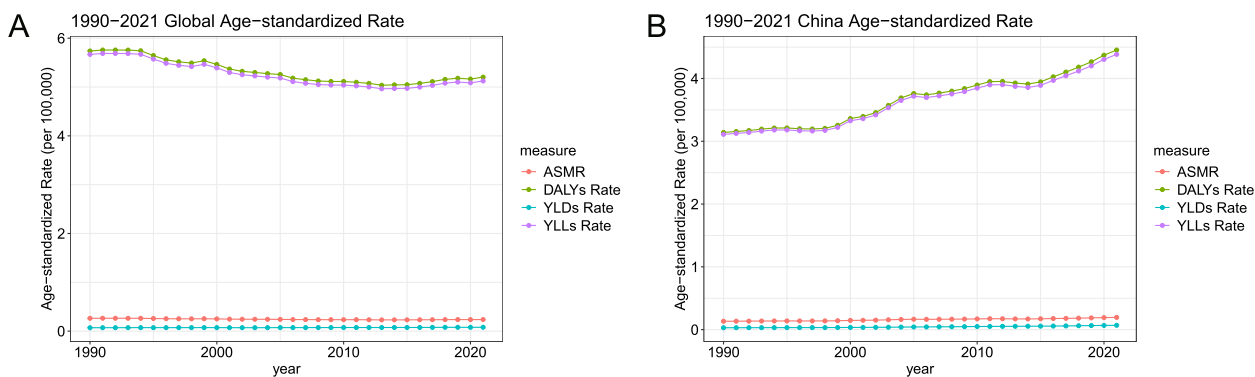 A
1990−2021 Global Age−standardized Rate
Age−standardized Rate (per 100,000)
6
4
2
0
1990
2000
2010
2020
year
measure
ASMR
DALYs Rate
YLDs Rate
YLLs Rate
B
1990−2021 China Age−standardized Rate
Age−standardized Rate (per 100,000)
4
3
2
1
0
1990
2000
2010
2020
year
measure
ASMR
DALYs Rate
YLDs Rate
YLLs Rate